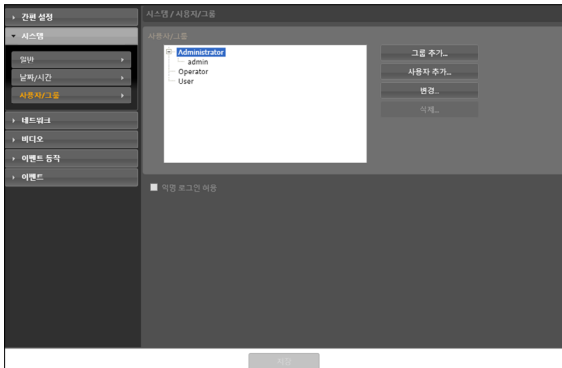 간편 설정
시스템
일반
날짜/시간
사용자/그룹
네트워크
비디오
이벤트 동작
이벤트
시스템 / 사용자/그룹
사용자/그룹
Administrator
admin
Operator
User
그룹 추가...
사용자 추가...
변경...
삭제...
익명 로그인 허용
저장